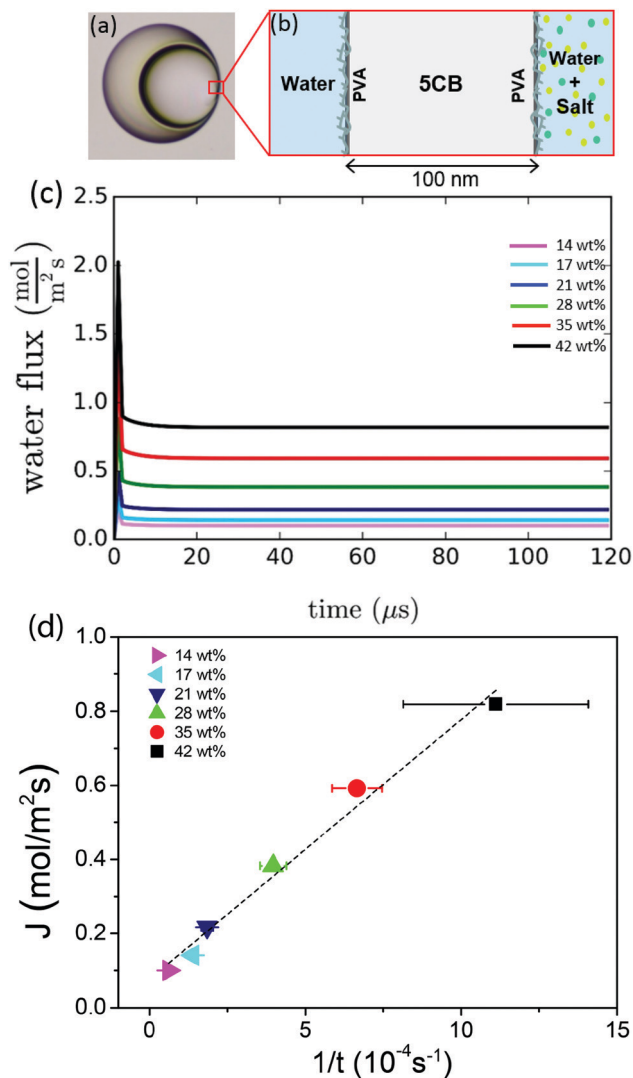 (a)
(b)
Water
PVA
5CB
PVA
Water
+
Salt
100 nm
(c)
water flux (mol/m² s)
2.5
2.0
1.5
1.0
0.5
0.0
14 wt%
17 wt%
21 wt%
28 wt%
35 wt%
42 wt%
0 20 40 60 80 100 120
time (μs)
(d)
J (mol/m²s)
1.0
0.8
0.6
0.4
0.2
0.0
14 wt%
17 wt%
21 wt%
28 wt%
35 wt%
42 wt%
0 5 10 15
1/t (10⁻⁴s⁻¹)